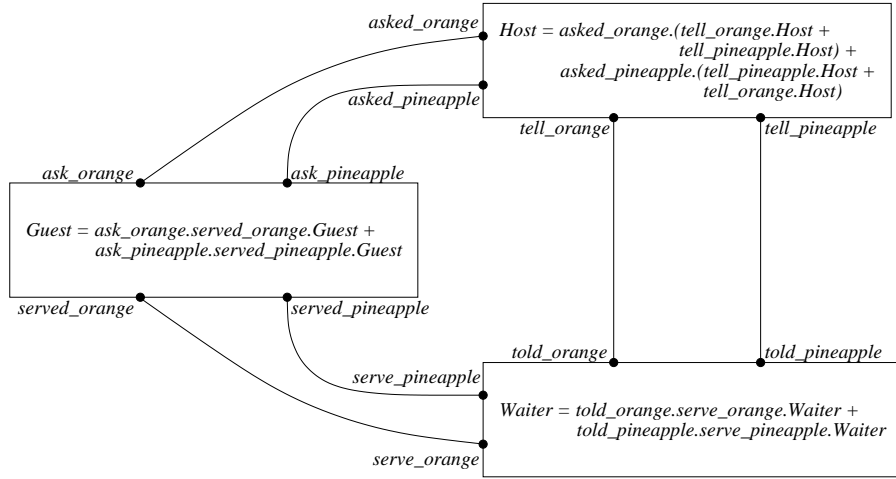 asked_orange
Host = asked_orange.(tell_orange.Host +
tell_pineapple.Host) +
asked_pineapple.(tell_pineapple.Host +
tell_orange.Host)
asked_pineapple
tell_orange
tell_pineapple
ask_orange
ask_pineapple
Guest = ask_orange.served_orange.Guest +
ask_pineapple.served_pineapple.Guest
served_orange
served_pineapple
told_orange
told_pineapple
serve_pineapple
Waiter = told_orange.serve_orange.Waiter +
told_pineapple.serve_pineapple.Waiter
serve_orange